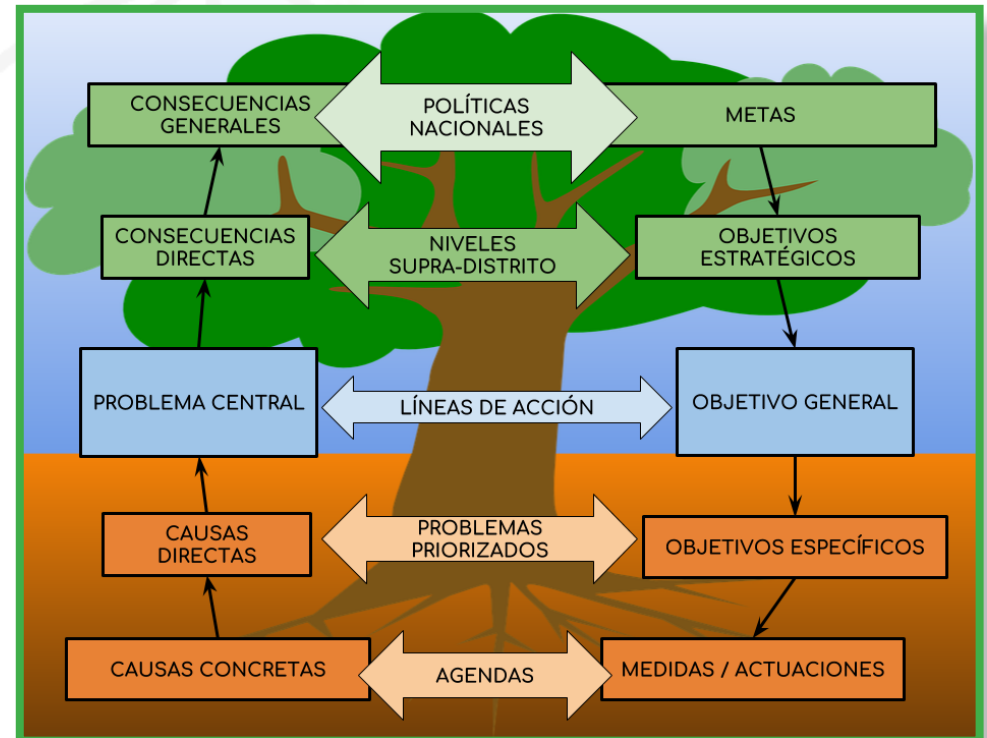 CONSECUENCIAS
GENERALES
POLÍTICAS
NACIONALES
METAS
CONSECUENCIAS
DIRECTAS
NIVELES
SUPRA-DISTRITO
OBJETIVOS
ESTRATÉGICOS
PROBLEMA CENTRAL
LÍNEAS DE ACCIÓN
OBJETIVO GENERAL
CAUSAS
DIRECTAS
PROBLEMAS
PRIORIZADOS
OBJETIVOS ESPECÍFICOS
CAUSAS CONCRETAS
AGENDAS
MEDIDAS / ACTUACIONES